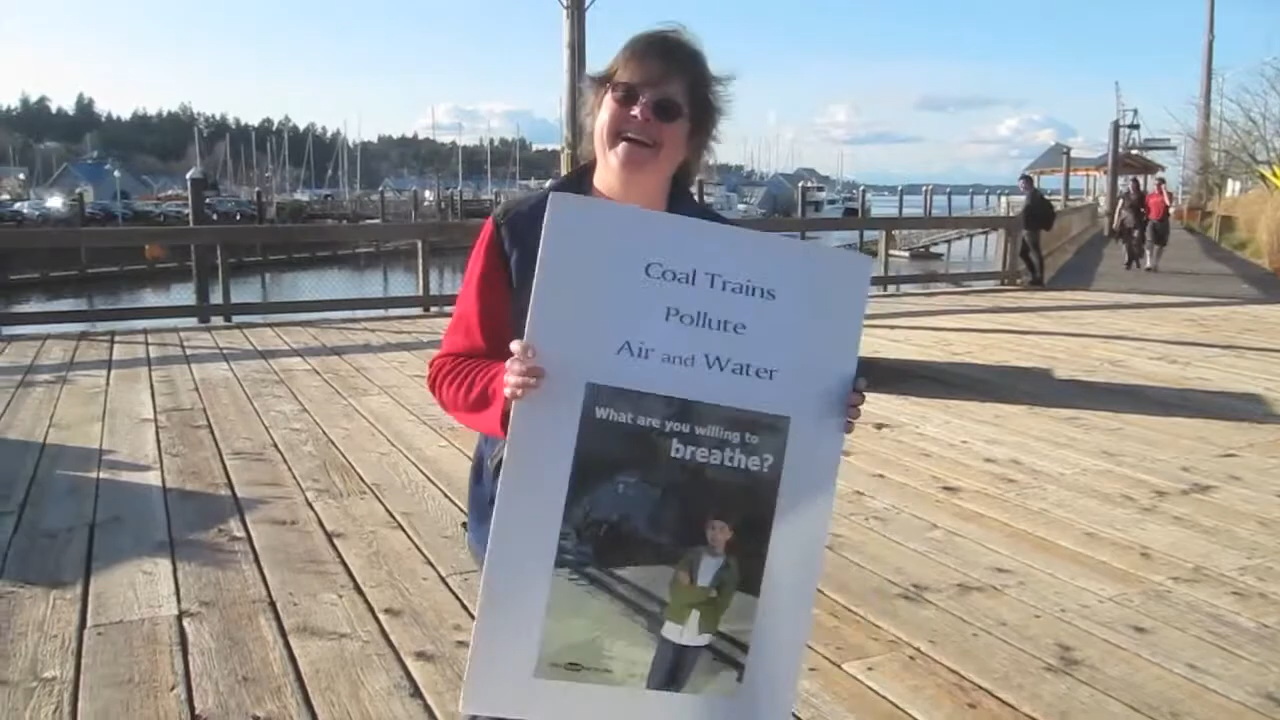 Coal Trains
Pollute
Air and Water
What are you willing to
breathe?